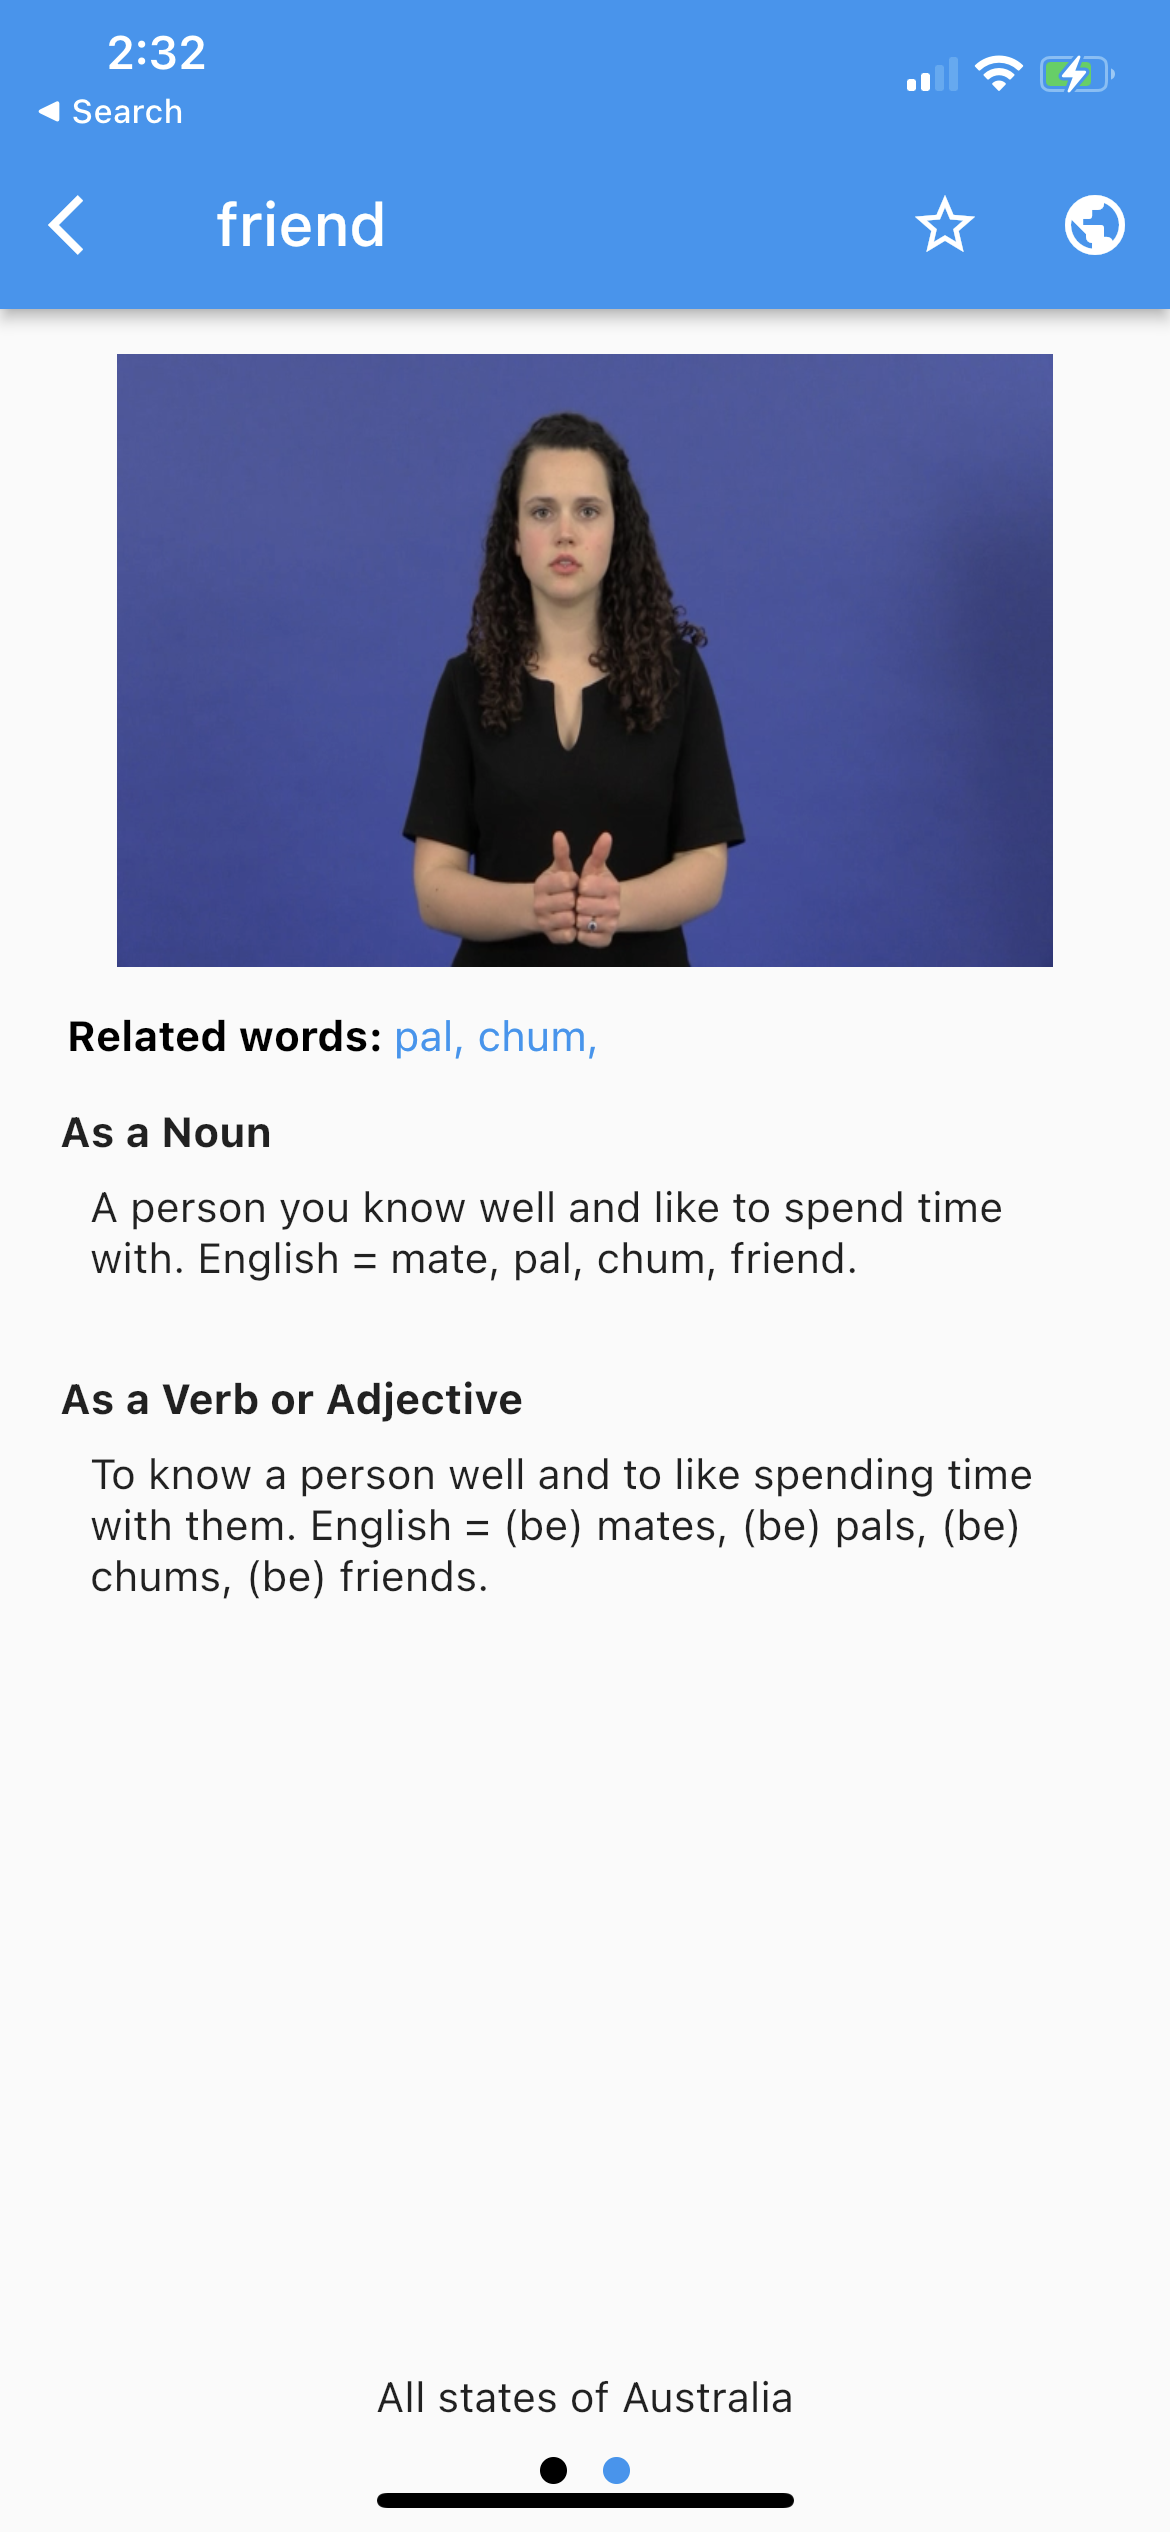 2:32
Search
friend
Related words: pal, chum,
As a Noun
A person you know well and like to spend time
with. English = mate, pal, chum, friend.
As a Verb or Adjective
To know a person well and to like spending time
with them. English = (be) mates, (be) pals, (be)
chums, (be) friends.
All states of Australia